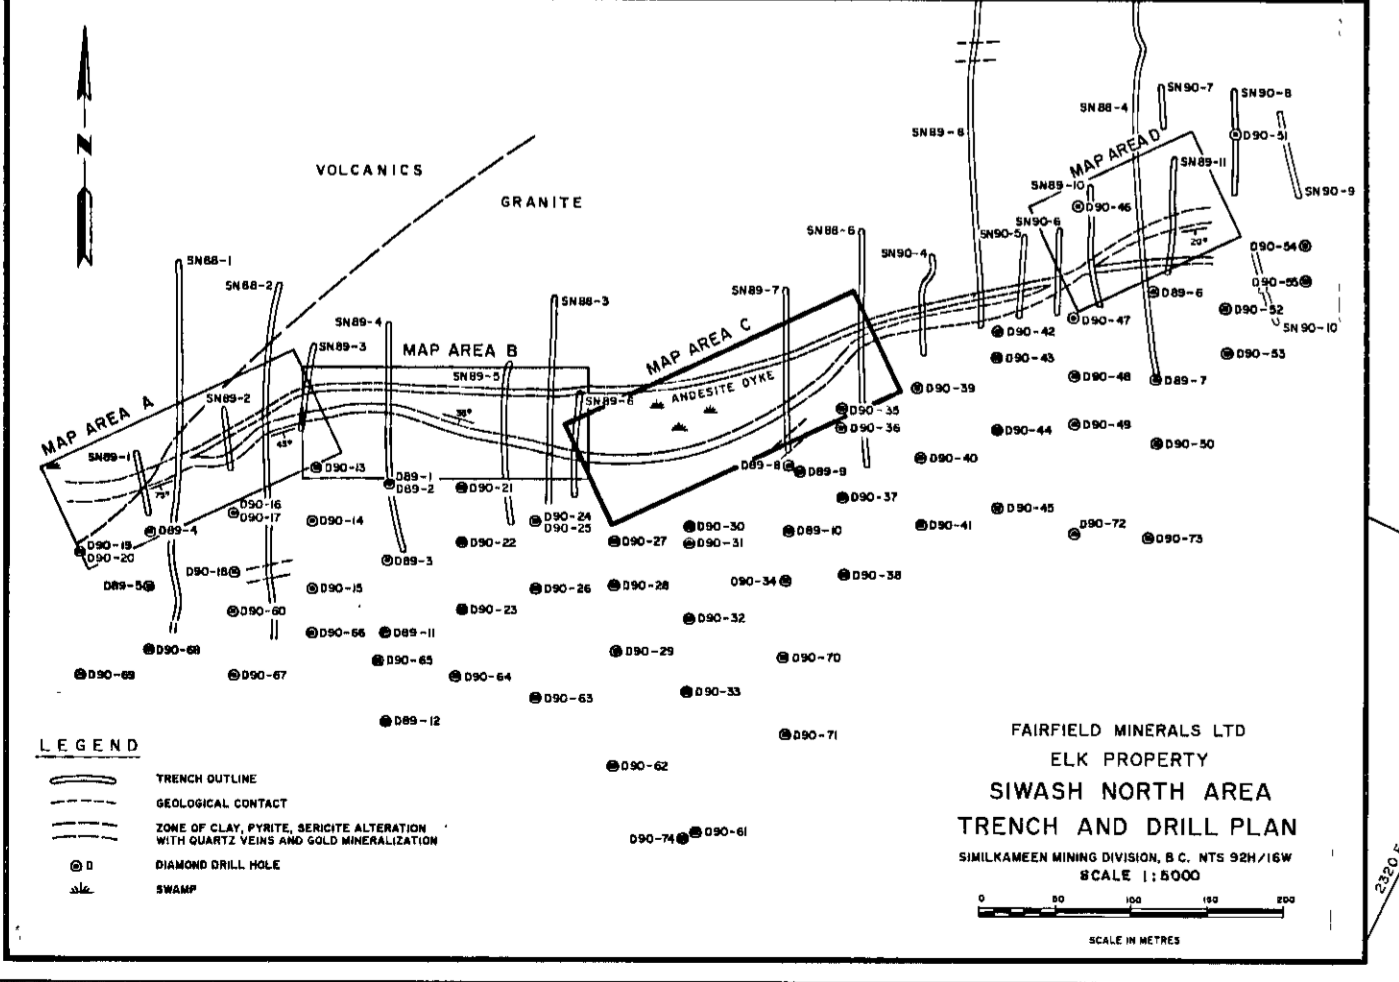 N
VOLCANICS
GRANITE
MAP AREA A
MAP AREA B
MAP AREA C
MAP AREA D
ANDESITE DYKE
SN88-1
SN88-2
SN89-4
SN89-3
SN89-2
SN89-1
SN88-3
SN89-5
SN89-6
SN89-7
SN88-6
SN90-4
SN89-8
SN90-5
SN90-6
SN89-10
SN88-4
SN90-7
SN89-11
SN90-8
SN90-9
SN90-10
75°
45°
38°
20°
D90-51
D90-46
D90-54
D90-55
D89-6
D90-52
D90-53
D90-47
D90-42
D90-43
D90-48
D89-7
D90-39
D90-35
D90-36
D90-44
D90-49
D90-50
D90-40
D89-8
D89-9
D90-13
D89-1
D89-2
D90-21
D90-37
D90-45
D90-16
D90-17
D90-14
D90-24
D90-25
D90-30
D90-31
D89-10
D90-41
D90-72
D90-73
D89-4
D90-19
D90-20
D90-22
D90-27
D89-3
D90-18
D89-5
D90-15
D90-26
D90-28
D90-34
D90-38
D90-60
D90-23
D90-32
D90-66
D89-11
D90-68
D90-65
D90-29
D90-70
D90-69
D90-67
D90-64
D90-63
D90-33
D89-12
D90-71
D90-62
D90-74
D90-61
LEGEND
TRENCH OUTLINE
GEOLOGICAL CONTACT
ZONE OF CLAY, PYRITE, SERICITE ALTERATION
WITH QUARTZ VEINS AND GOLD MINERALIZATION
D
DIAMOND DRILL HOLE
SWAMP
FAIRFIELD MINERALS LTD
ELK PROPERTY
SIWASH NORTH AREA
TRENCH AND DRILL PLAN
SIMILKAMEEN MINING DIVISION, B C. NTS 92H/16W
SCALE 1:5000
0 50 100 150 200
SCALE IN METRES
2320 E